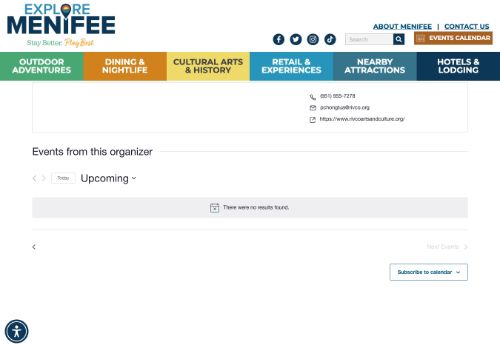 EXPLORE
MENIFEE
Stay Better. Play Best.
ABOUT MENIFEE | CONTACT US
Search
EVENTS CALENDAR
OUTDOOR ADVENTURES
DINING & NIGHTLIFE
CULTURAL ARTS & HISTORY
RETAIL & EXPERIENCES
NEARBY ATTRACTIONS
HOTELS & LODGING
(951) 955-7278
pchongtua@rivco.org
https://www.rivcoartsandculture.org/
Events from this organizer
Today
Upcoming
There were no results found.
Next Events
Subscribe to calendar